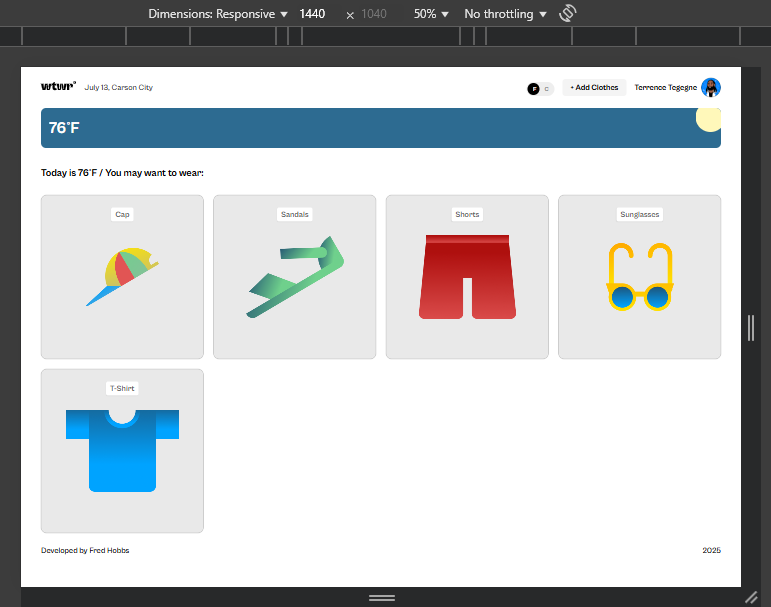 Dimensions: Responsive 1440 × 1040 50% No throttling
wtwr° July 13, Carson City F C + Add Clothes Terrence Tegegne
76°F
Today is 76°F / You may want to wear:
Cap Sandals Shorts Sunglasses
T-Shirt
Developed by Fred Hobbs 2025